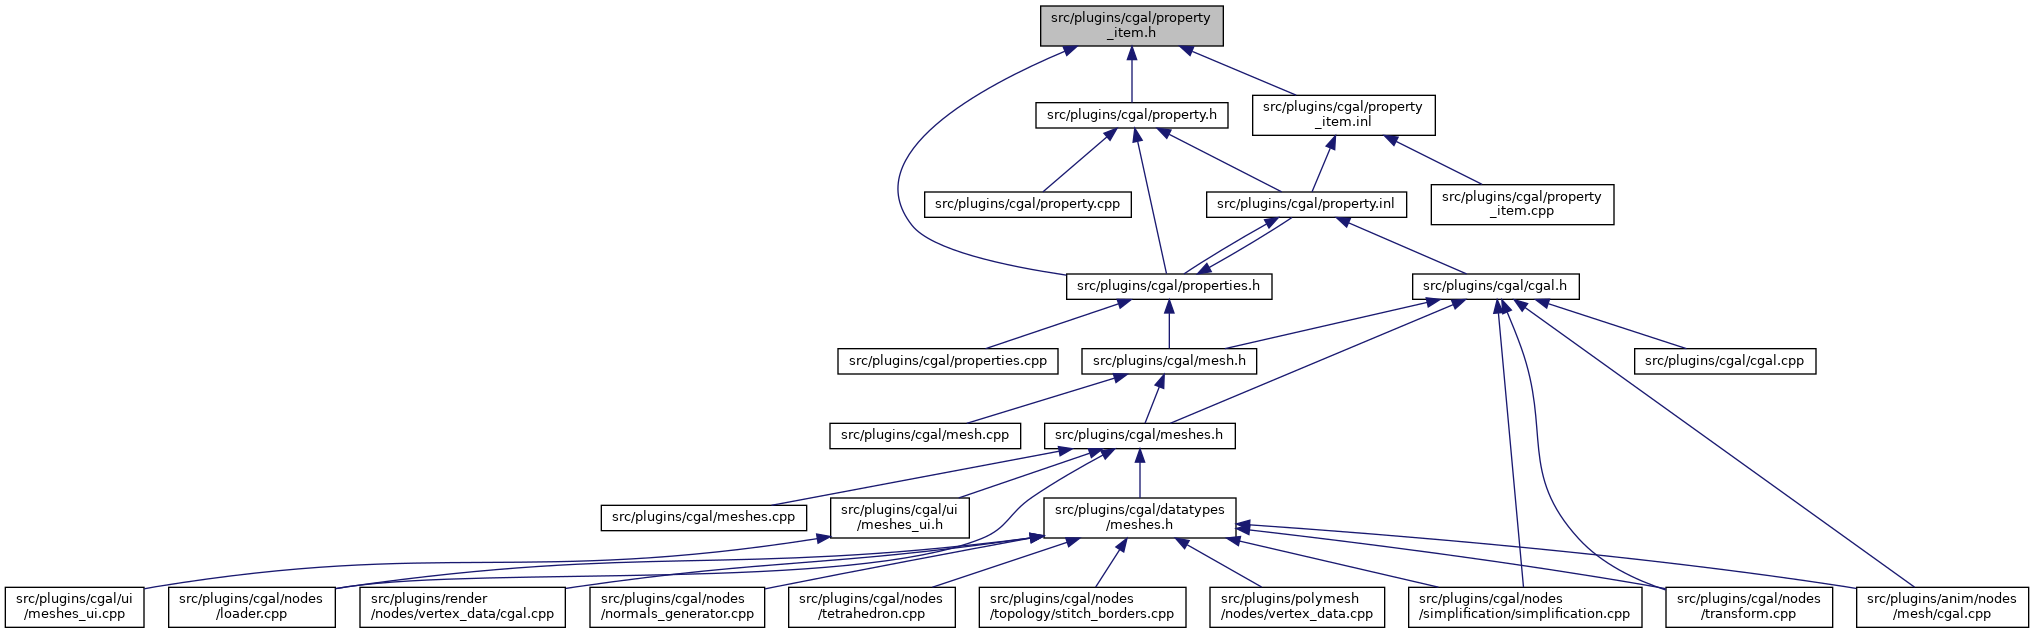 src/plugins/cgal/property
_item.h
src/plugins/cgal/property.h
src/plugins/cgal/property
_item.inl
src/plugins/cgal/property.cpp
src/plugins/cgal/property.inl
src/plugins/cgal/property
_item.cpp
src/plugins/cgal/properties.h
src/plugins/cgal/cgal.h
src/plugins/cgal/properties.cpp
src/plugins/cgal/mesh.h
src/plugins/cgal/cgal.cpp
src/plugins/cgal/mesh.cpp
src/plugins/cgal/meshes.h
src/plugins/cgal/meshes.cpp
src/plugins/cgal/ui
/meshes_ui.h
src/plugins/cgal/datatypes
/meshes.h
src/plugins/cgal/ui
/meshes_ui.cpp
src/plugins/cgal/nodes
/loader.cpp
src/plugins/render
/nodes/vertex_data/cgal.cpp
src/plugins/cgal/nodes
/normals_generator.cpp
src/plugins/cgal/nodes
/tetrahedron.cpp
src/plugins/cgal/nodes
/topology/stitch_borders.cpp
src/plugins/polymesh
/nodes/vertex_data.cpp
src/plugins/cgal/nodes
/simplification/simplification.cpp
src/plugins/cgal/nodes
/transform.cpp
src/plugins/anim/nodes
/mesh/cgal.cpp